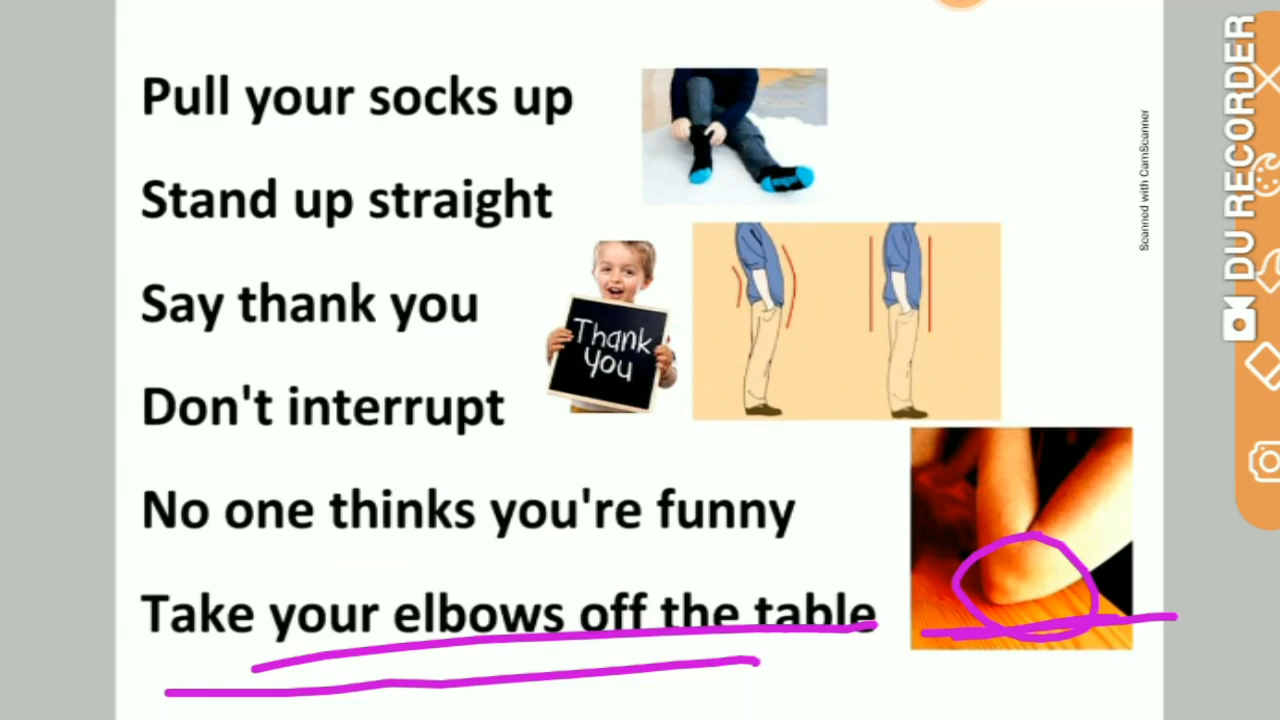 Pull your socks up
Stand up straight
Say thank you
Thank
you
Don't interrupt
No one thinks you're funny
Take your elbows off the table
Scanned with CamScanner
DU RECORDER